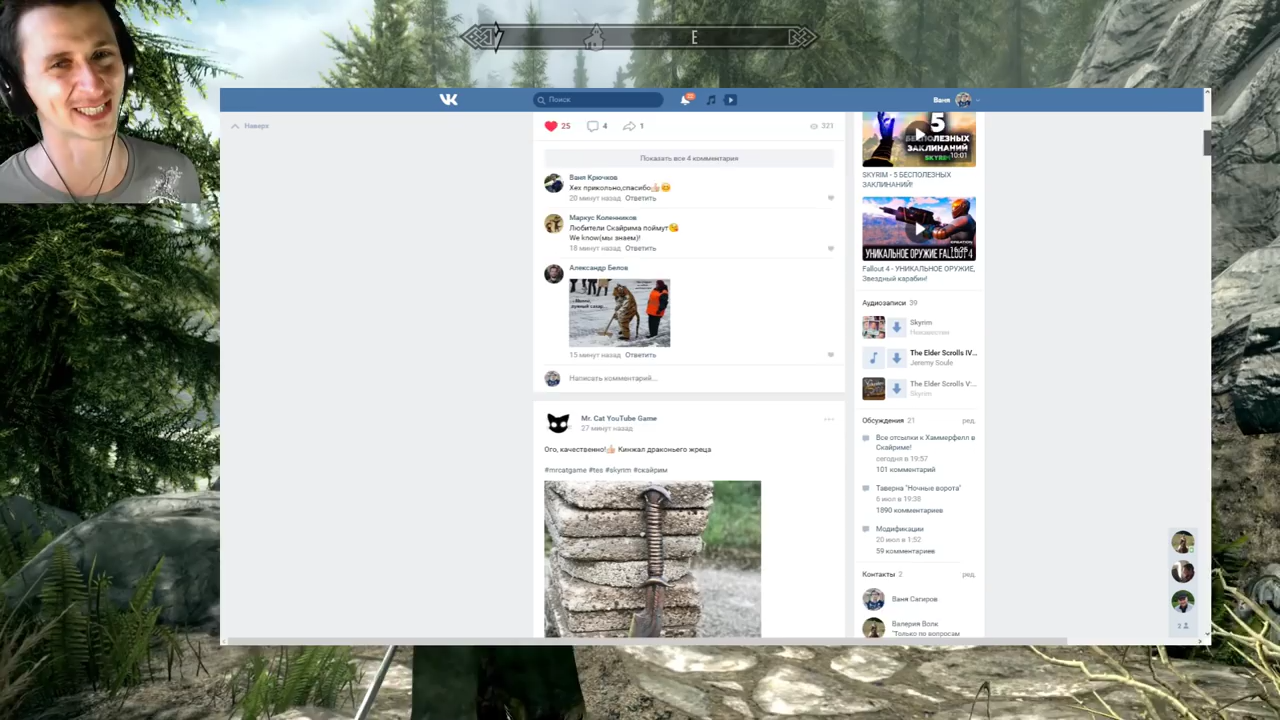 E
Поиск
22
Ваня
Наверх
25
4
1
321
Показать все 4 комментария
Ваня Крючков
Хех прикольно,спасибо👍😊
20 минут назад Ответить
Маркус Коленников
Любители Скайрима поймут😘
We know(мы знаем)!
18 минут назад Ответить
Александр Белов
15 минут назад Ответить
Написать комментарий...
Mr. Cat YouTube Game
27 минут назад
Ого, качественно!👍 Кинжал драконьего жреца
#mrcatgame #tes #skyrim #скайрим
5
БЕСПОЛЕЗНЫХ
ЗАКЛИНАНИЙ
SKYRIM
10:01
SKYRIM - 5 БЕСПОЛЕЗНЫХ
ЗАКЛИНАНИЙ!
УНИКАЛЬНОЕ ОРУЖИЕ FALLOUT 4
Fallout 4 - УНИКАЛЬНОЕ ОРУЖИЕ,
Звездный карабин!
Аудиозаписи 39
Skyrim
Неизвестен
The Elder Scrolls IV...
Jeremy Soule
The Elder Scrolls V:...
Skyrim
Обсуждения 21
ред.
Все отсылки к Хаммерфелл в
Скайриме!
сегодня в 19:57
101 комментарий
Таверна "Ночные ворота"
6 июл в 19:38
1890 комментариев
Модификации
20 июл в 1:52
59 комментариев
Контакты 2
ред.
Ваня Сагиров
Валерия Волк
"Только по вопросам
2